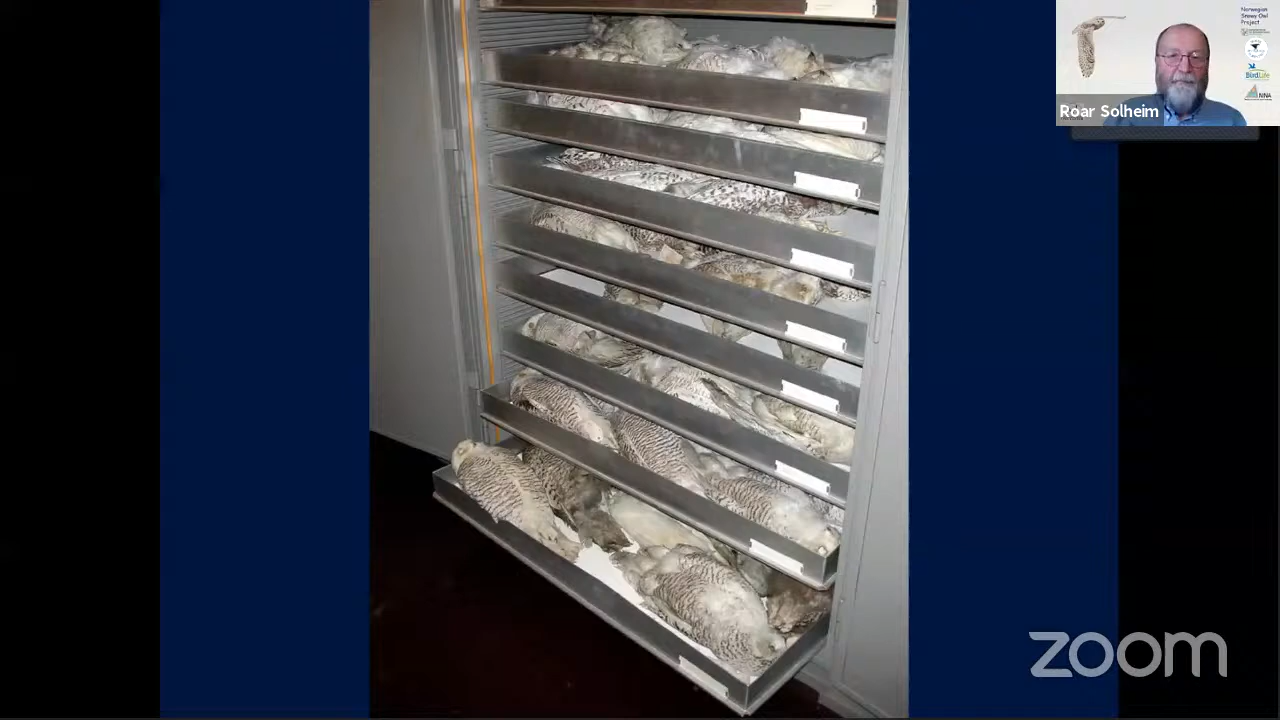 Norwegian
Snowy Owl
Project
BirdLife
NINA
Roar Solheim
zoom